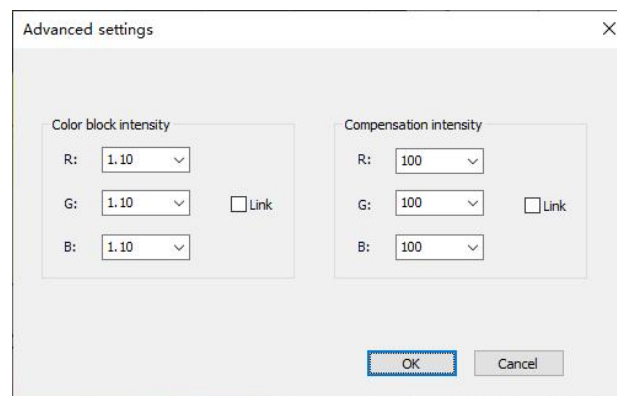 Advanced settings
Color block intensity
R: 1.10
G: 1.10 Link
B: 1.10
Compensation intensity
R: 100
G: 100 Link
B: 100
OK Cancel